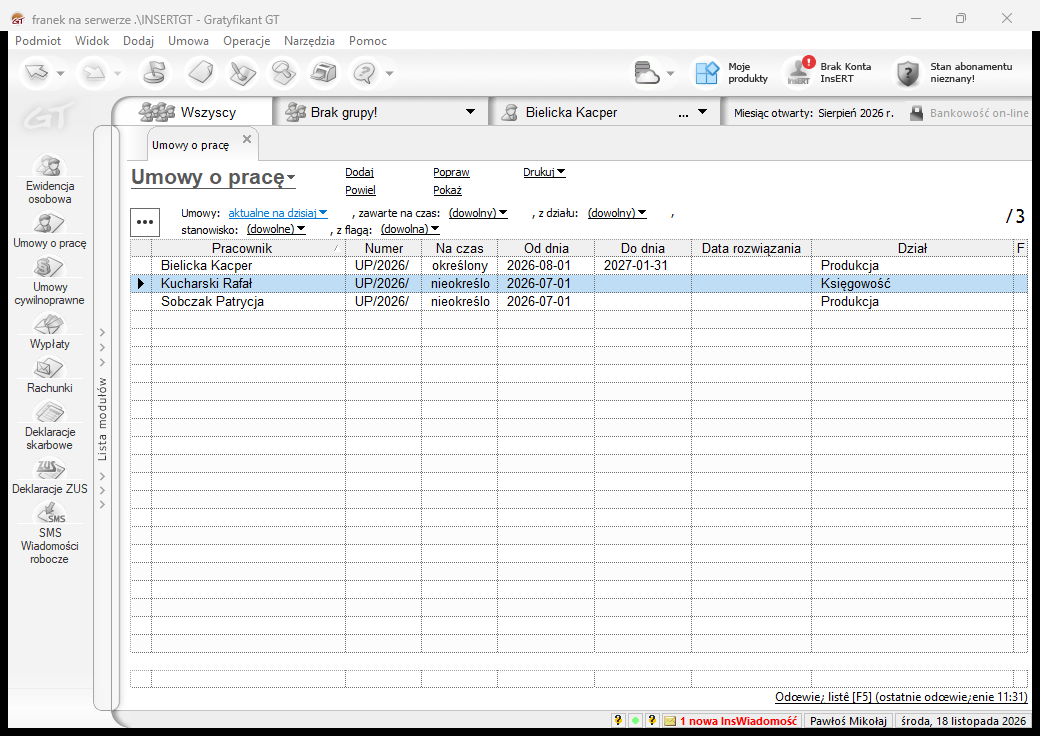 franek na serwerze .\INSERTGT - Gratyfikant GT
Podmiot Widok Dodaj Umowa Operacje Narzędzia Pomoc
Moje produkty
Brak Konta InsERT
Stan abonamentu nieznany!
GT
Wszyscy
Brak grupy!
Bielicka Kacper ...
Miesiąc otwarty: Sierpień 2026 r.
Bankowość on-line
Umowy o pracę
Umowy o pracę
Dodaj Popraw Drukuj
Powiel Pokaż
Umowy: aktualne na dzisiaj , zawarte na czas: (dowolny) , z działu: (dowolny) ,
stanowisko: (dowolne) , z flagą: (dowolna)
/ 3
Pracownik Numer Na czas Od dnia Do dnia Data rozwiązania Dział F
Bielicka Kacper UP/2026/ określony 2026-08-01 2027-01-31 Produkcja
Kucharski Rafał UP/2026/ nieokreślo 2026-07-01 Księgowość
Sobczak Patrycja UP/2026/ nieokreślo 2026-07-01 Produkcja
Ewidencja osobowa
Umowy o pracę
Umowy cywilnoprawne
Wypłaty
Rachunki
Deklaracje skarbowe
Deklaracje ZUS
SMS Wiadomości robocze
Lista modułów
Odœwie¿ listê [F5] (ostatnie odœwie¿enie 11:31)
1 nowa InsWiadomość
Pawłoś Mikołaj
środa, 18 listopada 2026